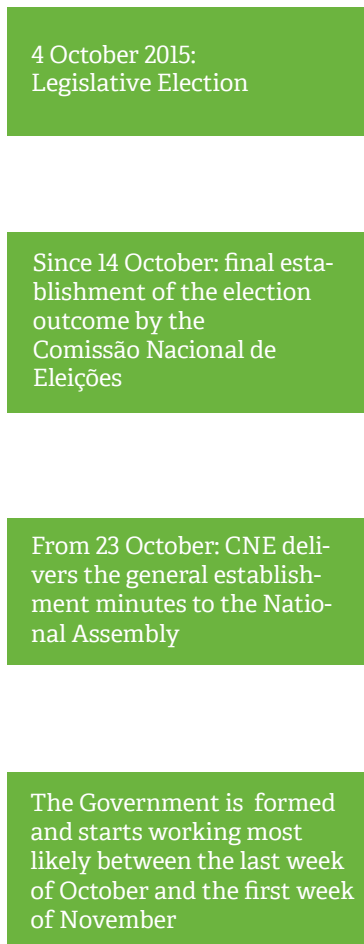 4 October 2015:
Legislative Election
Since 14 October: final esta-
blishment of the election
outcome by the
Comissão Nacional de
Eleições
From 23 October: CNE deli-
vers the general establish-
ment minutes to the Natio-
nal Assembly
The Government is formed
and starts working most
likely between the last week
of October and the first week
of November